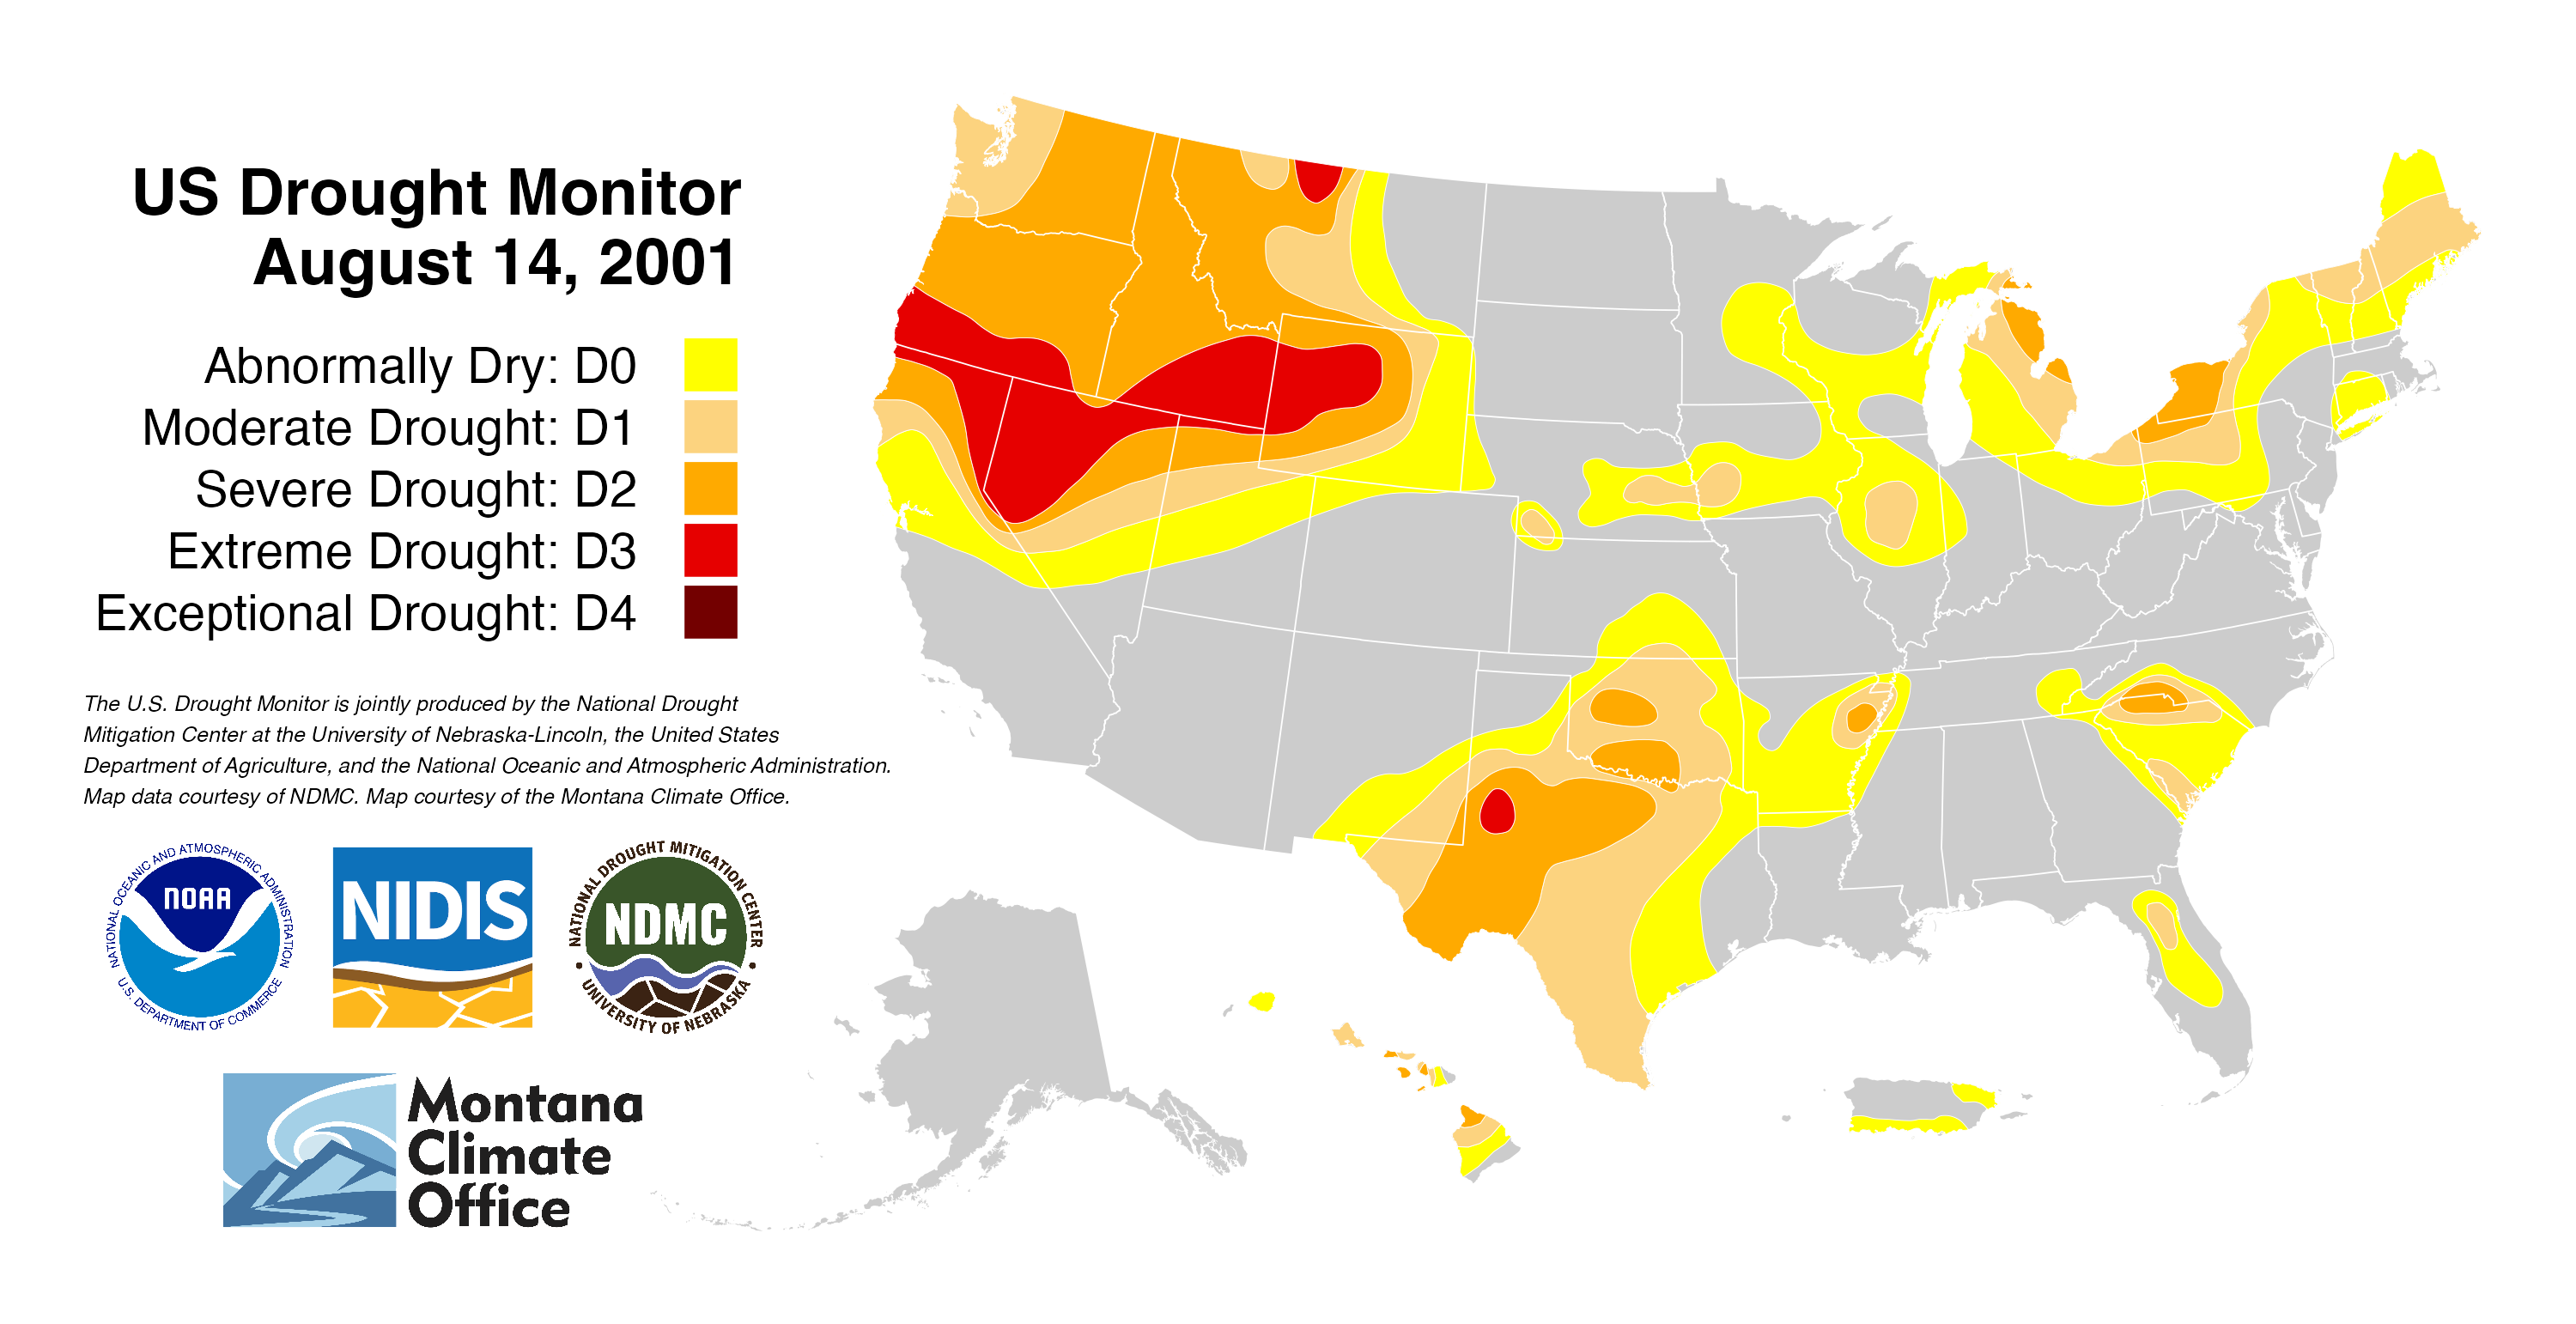 US Drought Monitor
August 14, 2001
Abnormally Dry: D0
Moderate Drought: D1
Severe Drought: D2
Extreme Drought: D3
Exceptional Drought: D4
The U.S. Drought Monitor is jointly produced by the National Drought
Mitigation Center at the University of Nebraska-Lincoln, the United States
Department of Agriculture, and the National Oceanic and Atmospheric Administration.
Map data courtesy of NDMC. Map courtesy of the Montana Climate Office.
NATIONAL OCEANIC AND ATMOSPHERIC ADMINISTRATION
NOAA
U.S. DEPARTMENT OF COMMERCE
NIDIS
NATIONAL DROUGHT MITIGATION CENTER
NDMC
UNIVERSITY OF NEBRASKA
Montana
Climate
Office